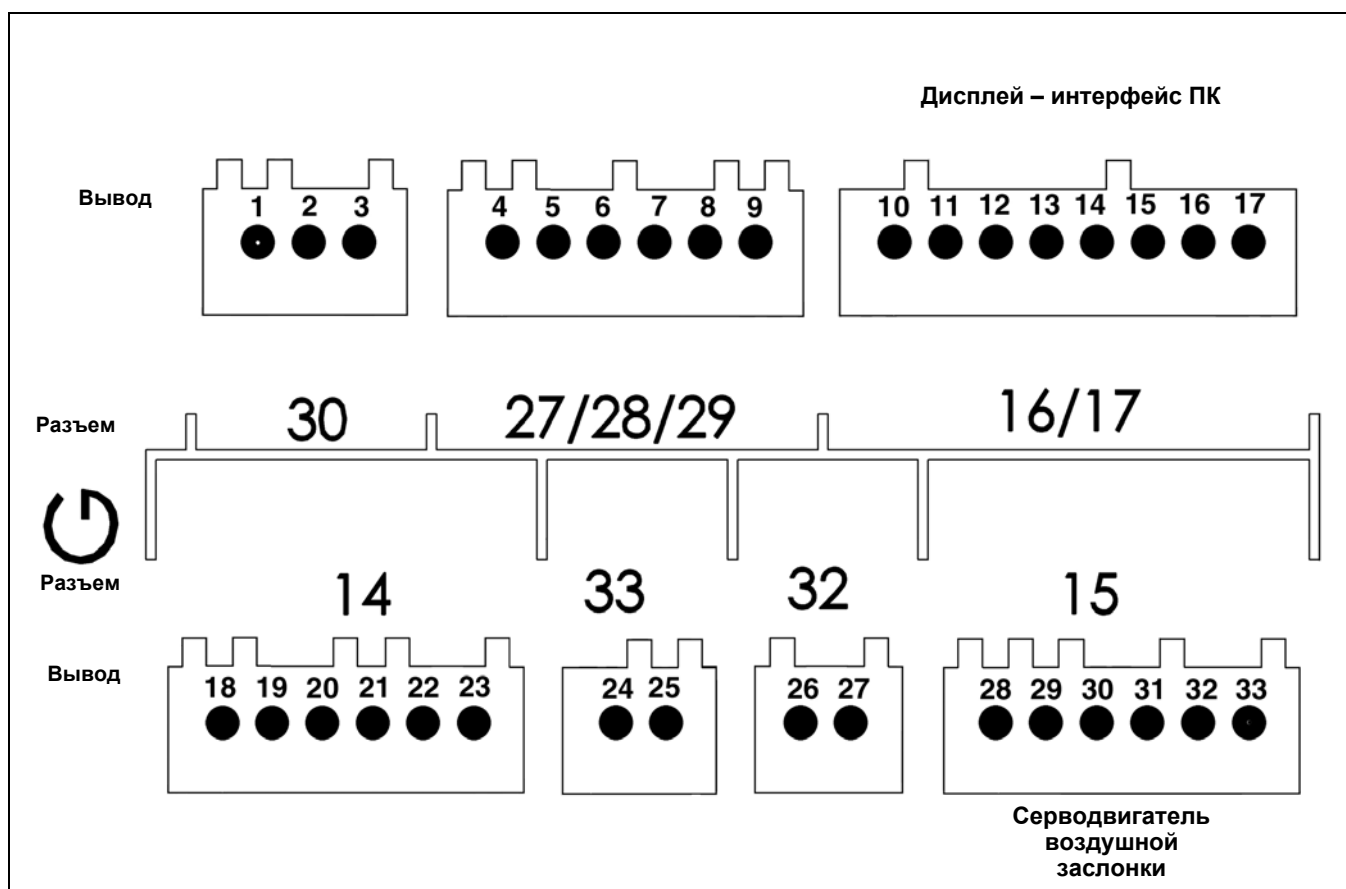 Дисплей – интерфейс ПК
Вывод
1 2 3 4 5 6 7 8 9 10 11 12 13 14 15 16 17
Разъем
30 27/28/29 16/17
Разъем
14 33 32 15
Вывод
18 19 20 21 22 23 24 25 26 27 28 29 30 31 32 33
Серводвигатель
воздушной
заслонки